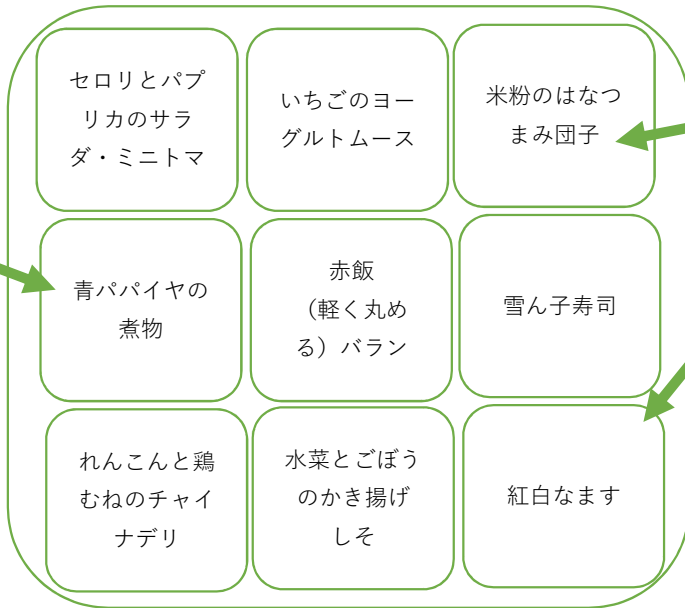 セロリとパプ
リカのサラ
ダ・ミニトマ
いちごのヨー
グルトムース
米粉のはなつ
まみ団子
青パパイヤの
煮物
赤飯
（軽く丸め
る）バラン
雪ん子寿司
れんこんと鶏
むねのチャイ
ナデリ
水菜とごぼう
のかき揚げ
しそ
紅白なます